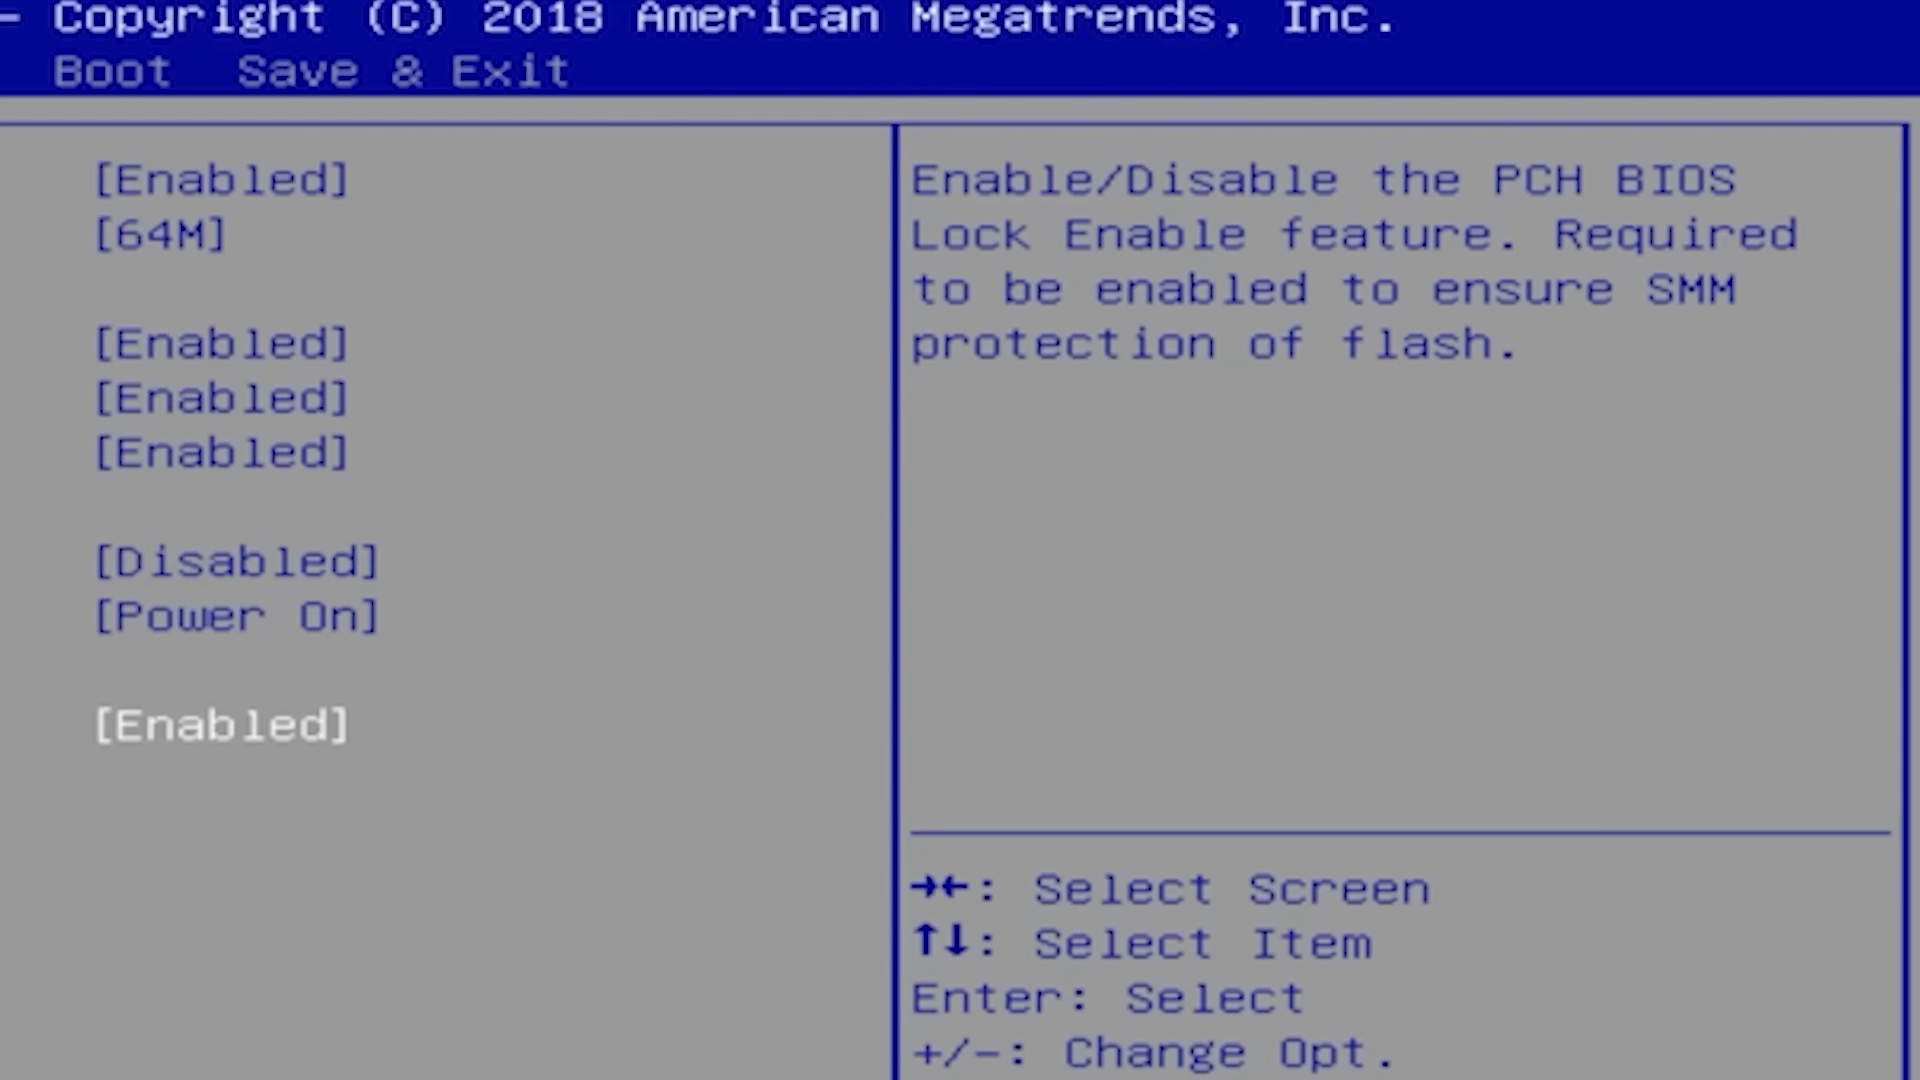 - Copyright (C) 2018 American Megatrends, Inc.
Boot Save & Exit
[Enabled]
[64M]
[Enabled]
[Enabled]
[Enabled]
[Disabled]
[Power On]
[Enabled]
Enable/Disable the PCH BIOS
Lock Enable feature. Required
to be enabled to ensure SMM
protection of flash.
→←: Select Screen
↑↓: Select Item
Enter: Select
+/-: Change Opt.